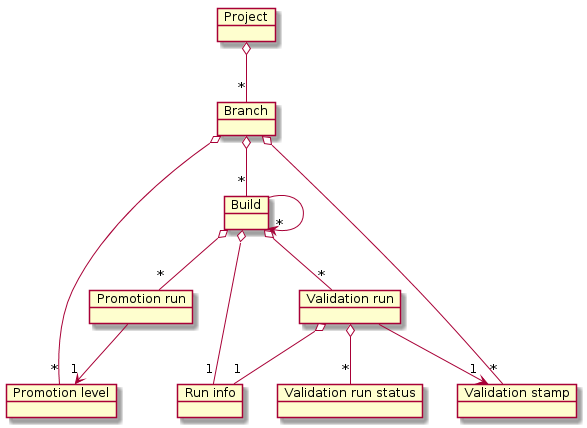 Project
*
Branch
*
Build
*
*
*
Promotion run
Validation run
*
1
1
1
*
1
*
Promotion level
Run info
Validation run status
Validation stamp